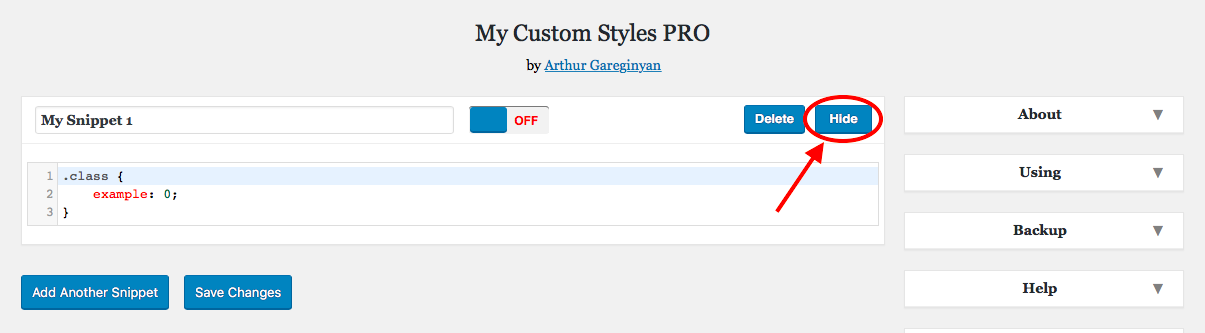 My Custom Styles PRO
by Arthur Gareginyan
My Snippet 1
OFF
Delete
Hide
1 .class {
2 example: 0;
3 }
Add Another Snippet
Save Changes
About
Using
Backup
Help